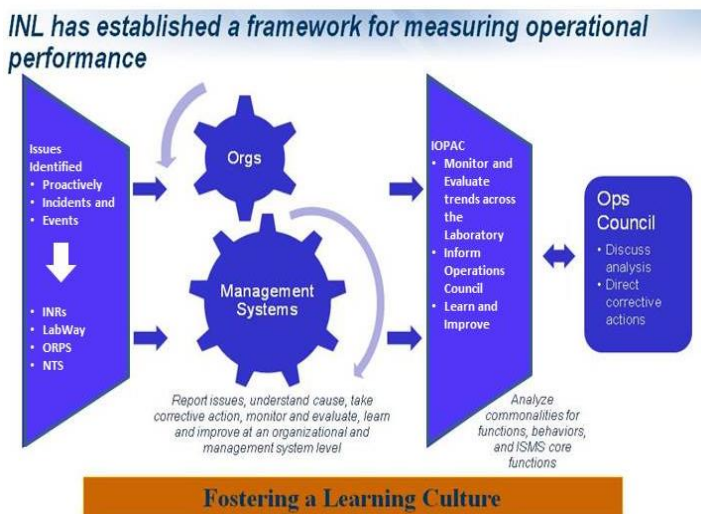 INL has established a framework for measuring operational
performance
Issues
Identified
• Proactively
• Incidents and
• Events
• INRs
• LabWay
• ORPS
• NTS
Orgs
Management
Systems
Report issues, understand cause, take
corrective action, monitor and evaluate, learn
and improve at an organizational and
management system level
IOPAC
• Monitor and
Evaluate
trends across
the
Laboratory
• Inform
Operations
Council
• Learn and
Improve
Analyze
commonalities for
functions, behaviors,
and ISMS core
functions
Ops
Council
• Discuss
analysis
• Direct
corrective
actions
Fostering a Learning Culture